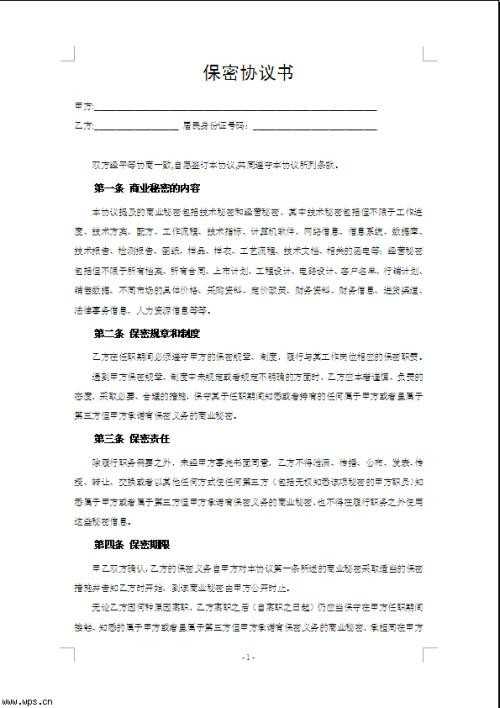 保密协议书
甲方:
乙方: 居民身份证号码：
双方经平等协商一致,自愿签订本协议,共同遵守本协议所列条款。
第一条 商业秘密的内容
本协议提及的商业秘密包括技术秘密和经营秘密，其中技术秘密包括但不限于工作进
度、技术方案、配方、工作流程、技术指标、计算机软件、网络信息、信息系统、数据库、
技术报告、检测报告、图纸、样品、样衣、工艺流程、技术文档、相关的函电等；经营秘密
包括但不限于所有档案、所有合同、上市计划、工程设计、电路设计、客户名单、行销计划、
销售数据、不同市场的具体价格、采购资料、定价政策、财务资料、财务信息、进货渠道、
法律事务信息、人力资源信息等等。
第二条 保密规章和制度
乙方在任职期间必须遵守甲方的保密规章、制度，履行与其工作岗位相应的保密职责。
遇到甲方保密规章、制度中未规定或者规定不明确的方面时，乙方应本着谨慎、负责的
态度，采取必要、合理的措施，保守其于任职期间知悉或者持有的任何属于甲方或者虽属于
第三方但甲方承诺有保密义务的商业秘密。
第三条 保密责任
除履行职务需要之外，未经甲方事先书面同意，乙方不得泄漏、传播、公布、发表、传
授、转让、交换或者以其他任何方式使任何第三方（包括无权知悉该项秘密的甲方职员）知
悉属于甲方或者属于第三方但甲方承诺有保密义务的商业秘密,也不得在履行职务之外使用
这些秘密信息。
第四条 保密期限
甲乙双方确认，乙方的保密义务自甲方对本协议第一条所述的商业秘密采取适当的保密
措施并告知乙方时开始，到该商业秘密由甲方公开时止。
无论乙方因何种原因离职，乙方离职之后（自离职之日起）仍应当保守在甲方任职期间
接触、知悉的属于甲方或者虽属于第三方但甲方承诺有保密义务的商业秘密，承担同在甲方
- 1 -
www.wps.cn